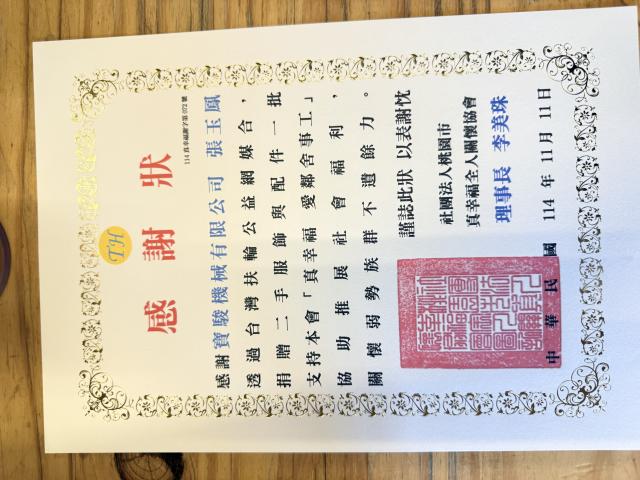 TH
感謝狀
114 真幸福謝字第 072 號
感謝寶駿機械有限公司 張玉鳳
透過台灣扶輪公益網媒合，
捐贈二手服飾與配件一批
支持本會「真幸福 愛鄰舍事工」
協助推展社會福利，
關懷弱勢族群不遺餘力。
謹誌此狀 以表謝忱
社團法人桃園市
真幸福全人關懷協會
理事長 李美珠
中華民國 114 年 11 月 11 日